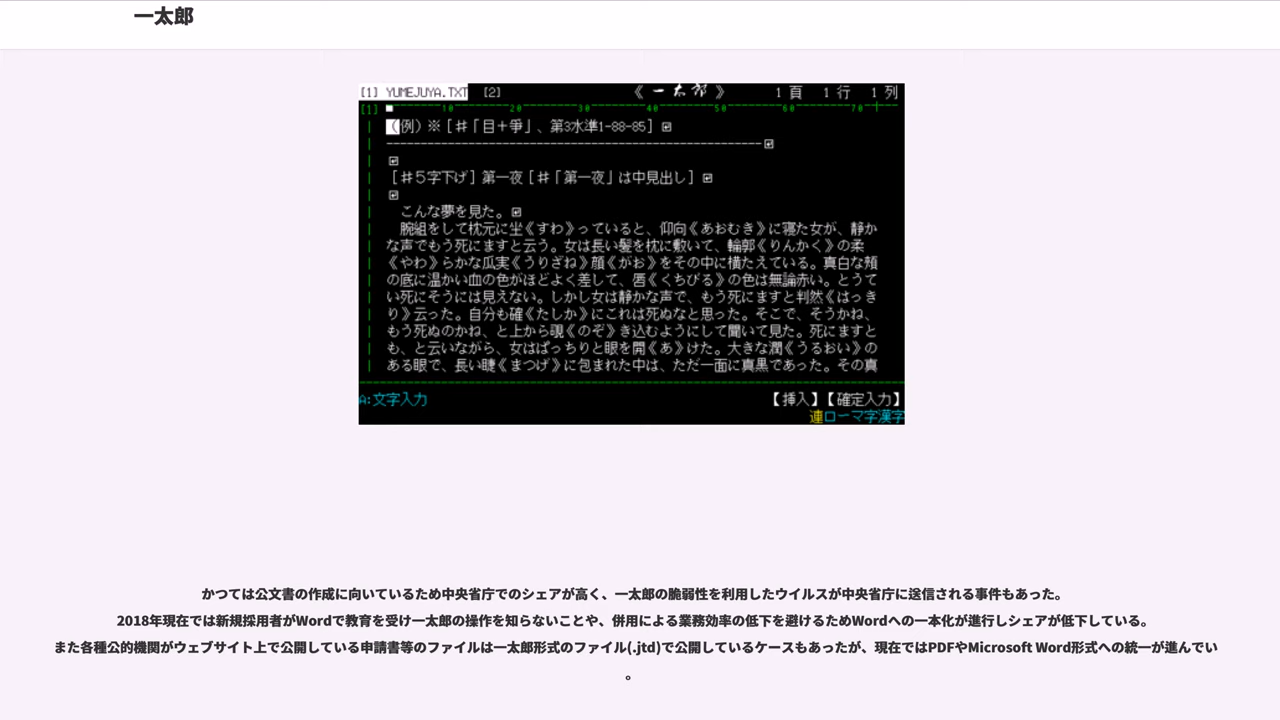 一太郎
[1] YUMEJUYA.TXT [2] 《 一太郎 》 1 頁 1 行 1 列
[1] 10 20 30 40 50 60 70
(例）※［＃「目＋爭」、第3水準1-88-85］
［＃５字下げ］第一夜［＃「第一夜」は中見出し］
こんな夢を見た。
腕組をして枕元に坐《すわ》っていると、仰向《あおむき》に寝た女が、静か
な声でもう死にますと云う。女は長い髪を枕に敷いて、輪郭《りんかく》の柔
《やわ》らかな瓜実《うりざね》顔《がお》をその中に横たえている。真白な頬
の底に温かい血の色がほどよく差して、唇《くちびる》の色は無論赤い。とうて
い死にそうには見えない。しかし女は静かな声で、もう死にますと判然《はっき
り》云った。自分も確《たしか》にこれは死ぬなと思った。そこで、そうかね、
もう死ぬのかね、と上から覗《のぞ》き込むようにして聞いて見た。死にますと
も、と云いながら、女はぱっちりと眼を開《あ》けた。大きな潤《うるおい》の
ある眼で、長い睫《まつげ》に包まれた中は、ただ一面に真黒であった。その真
A:文字入力 【挿入】【確定入力】
連ローマ字漢字
かつては公文書の作成に向いているため中央省庁でのシェアが高く、一太郎の脆弱性を利用したウイルスが中央省庁に送信される事件もあった。
2018年現在では新規採用者がWordで教育を受け一太郎の操作を知らないことや、併用による業務効率の低下を避けるためWordへの一本化が進行しシェアが低下している。
また各種公的機関がウェブサイト上で公開している申請書等のファイルは一太郎形式のファイル(.jtd)で公開しているケースもあったが、現在ではPDFやMicrosoft Word形式への統一が進んでい
。